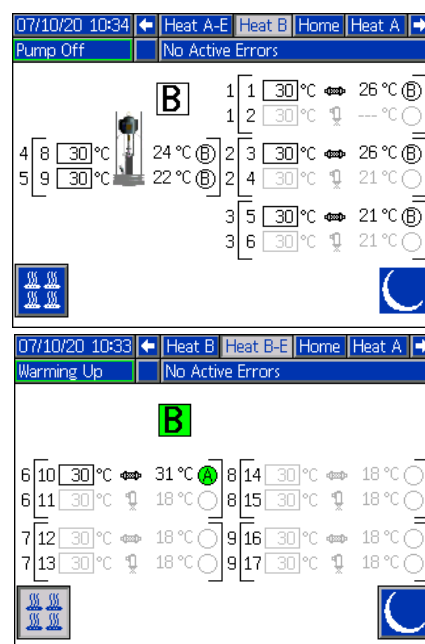 07/10/20 10:34 Heat A-E Heat B Home Heat A
Pump Off No Active Errors
B
1 1 30 °C 26 °C B
1 2 30 °C --- °C
4 8 30 °C 24 °C B 2 3 30 °C 26 °C B
5 9 30 °C 22 °C B 2 4 30 °C 21 °C
3 5 30 °C 21 °C B
3 6 30 °C 21 °C
07/10/20 10:33 Heat B Heat B-E Home Heat A
Warming Up No Active Errors
B
6 10 30 °C 31 °C A 8 14 30 °C 18 °C
6 11 30 °C 18 °C 8 15 30 °C 18 °C
7 12 30 °C 18 °C 9 16 30 °C 18 °C
7 13 30 °C 18 °C 9 17 30 °C 18 °C